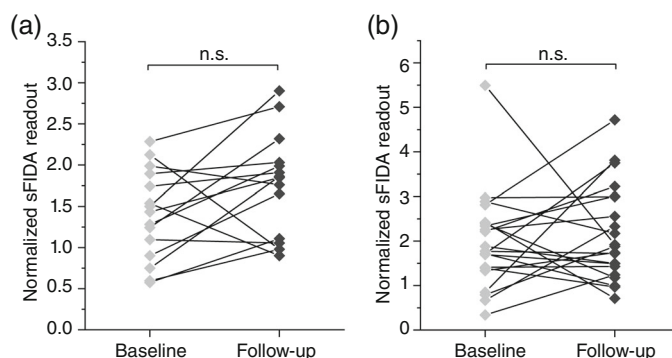 (a)
Normalized sFIDA readout
3.5
3.0
2.5
2.0
1.5
1.0
0.5
0.0
n.s.
Baseline Follow-up
(b)
Normalized sFIDA readout
6
5
4
3
2
1
0
n.s.
Baseline Follow-up